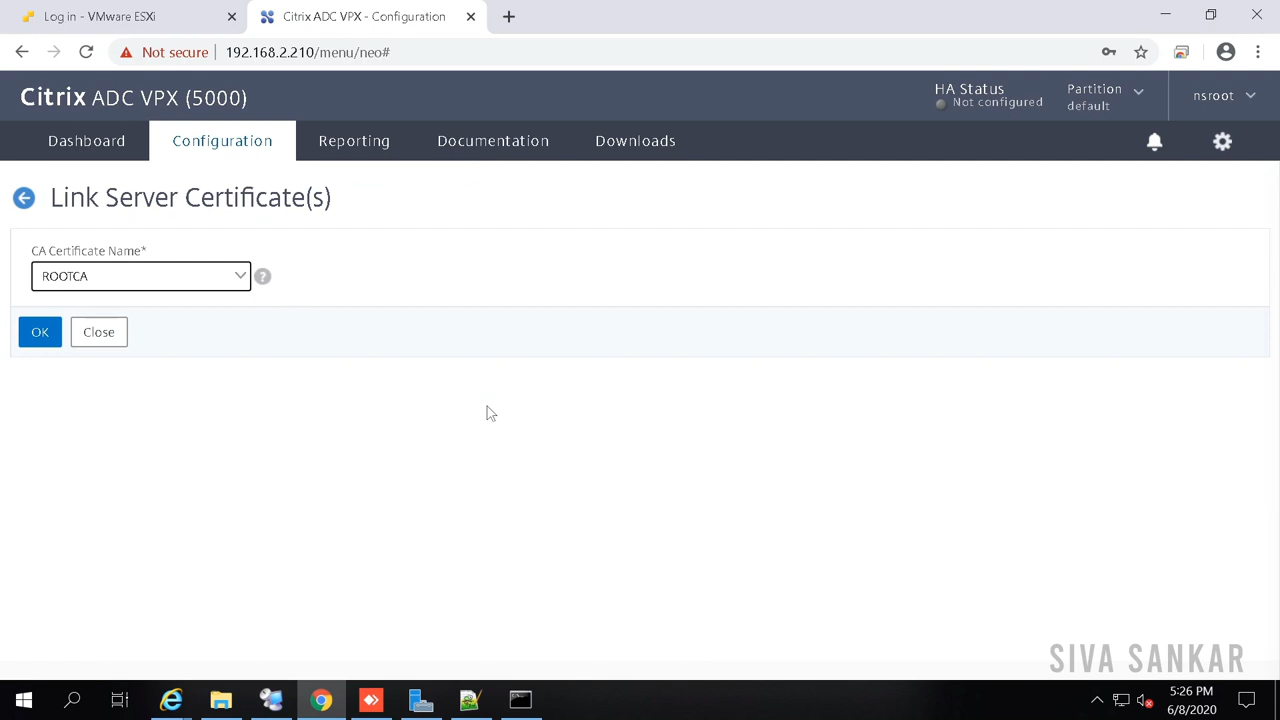 Log in - VMware ESXi
Citrix ADC VPX - Configuration
Not secure
192.168.2.210/menu/neo#
Citrix ADC VPX (5000)
HA Status
Not configured
Partition
default
nsroot
Dashboard
Configuration
Reporting
Documentation
Downloads
Link Server Certificate(s)
CA Certificate Name*
ROOTCA
?
OK
Close
SIVA SANKAR
5:26 PM
6/8/2020